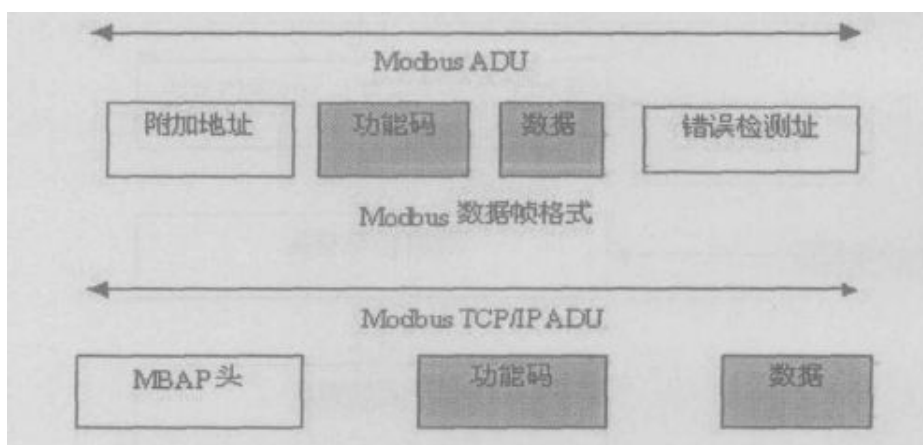 Modbus ADU
附加地址 功能码 数据 错误检测址
Modbus 数据帧格式
Modbus TCP/IP ADU
MBAP 头 功能码 数据